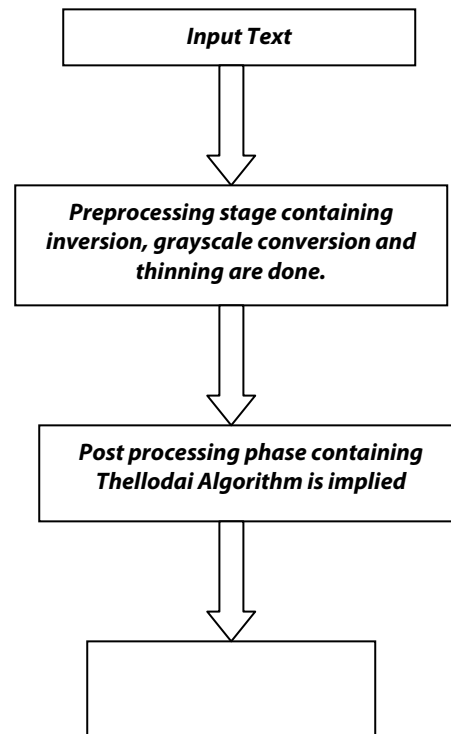 Input Text
Preprocessing stage containing
inversion, grayscale conversion and
thinning are done.
Post processing phase containing
Thellodai Algorithm is implied